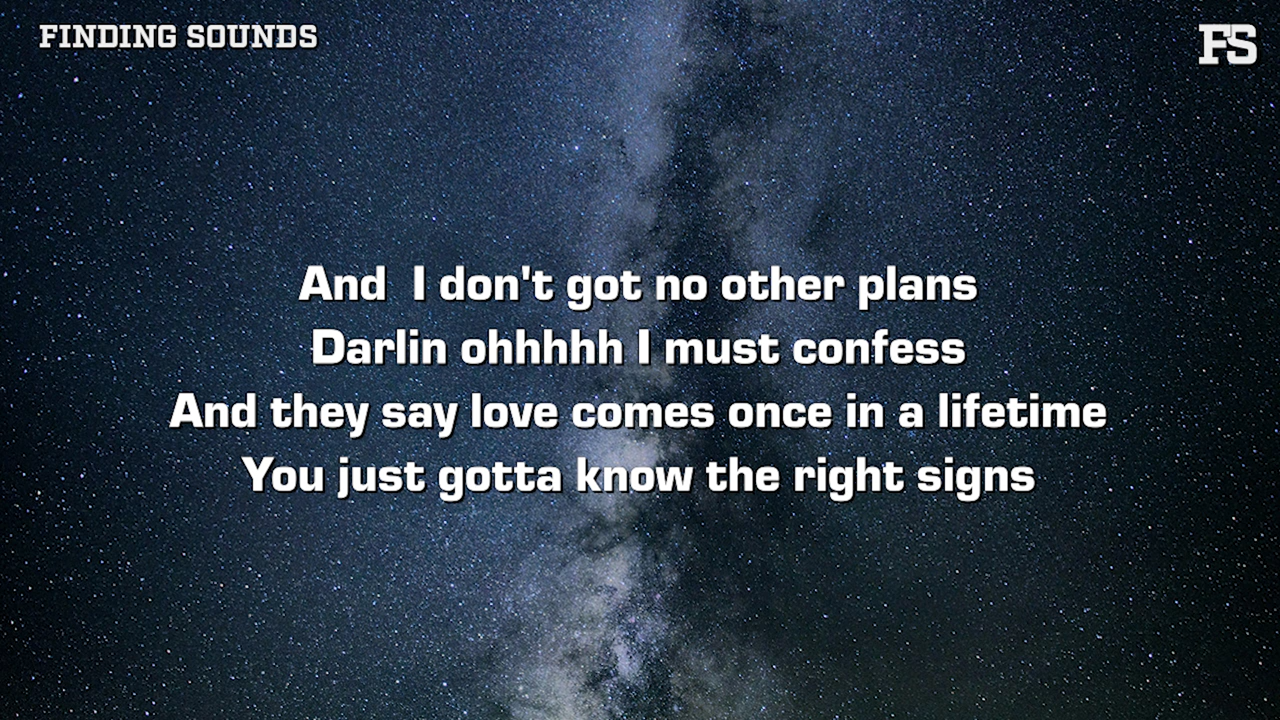 FINDING SOUNDS
FS
And  I don't got no other plans
Darlin ohhhhh I must confess
And they say love comes once in a lifetime
You just gotta know the right signs